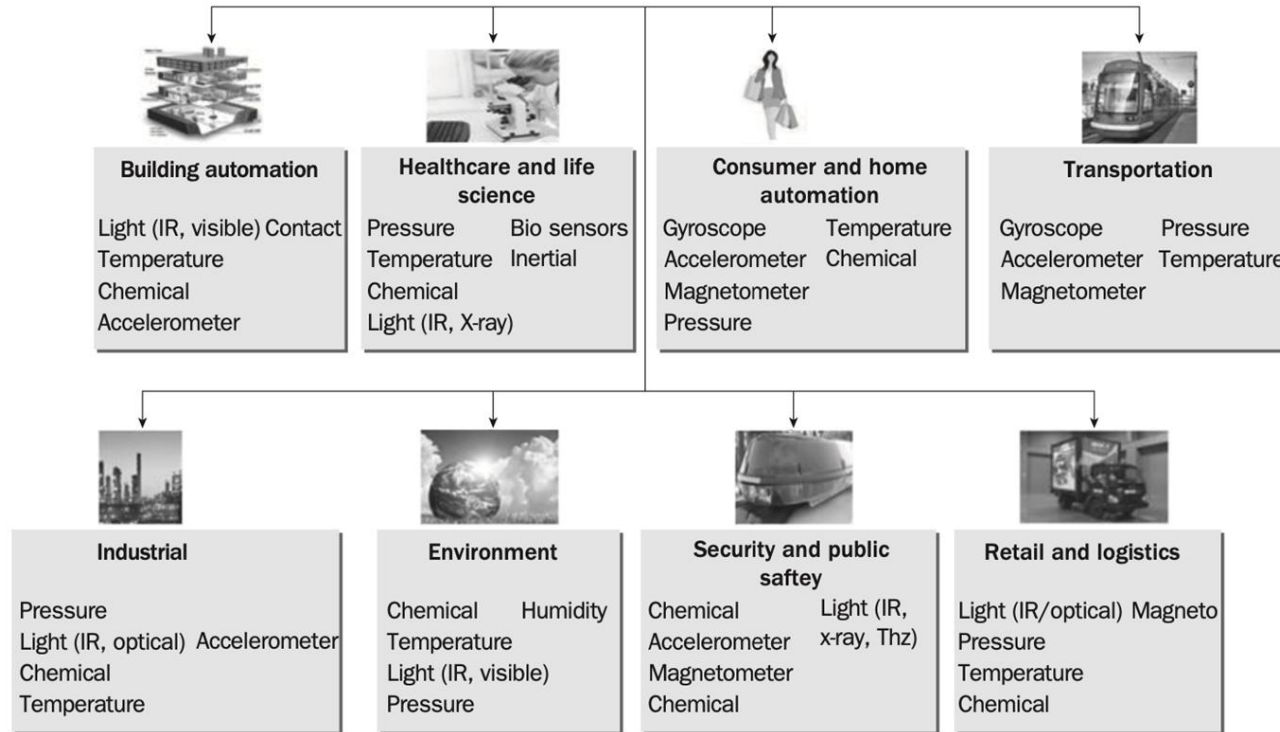 Building automation
Light (IR, visible) Contact
Temperature
Chemical
Accelerometer
Healthcare and life
science
Pressure Bio sensors
Temperature Inertial
Chemical
Light (IR, X-ray)
Consumer and home
automation
Gyroscope Temperature
Accelerometer Chemical
Magnetometer
Pressure
Transportation
Gyroscope Pressure
Accelerometer Temperature
Magnetometer
Industrial
Pressure
Light (IR, optical) Accelerometer
Chemical
Temperature
Environment
Chemical Humidity
Temperature
Light (IR, visible)
Pressure
Security and public
saftey
Chemical Light (IR,
Accelerometer x-ray, Thz)
Magnetometer
Chemical
Retail and logistics
Light (IR/optical) Magneto
Pressure
Temperature
Chemical